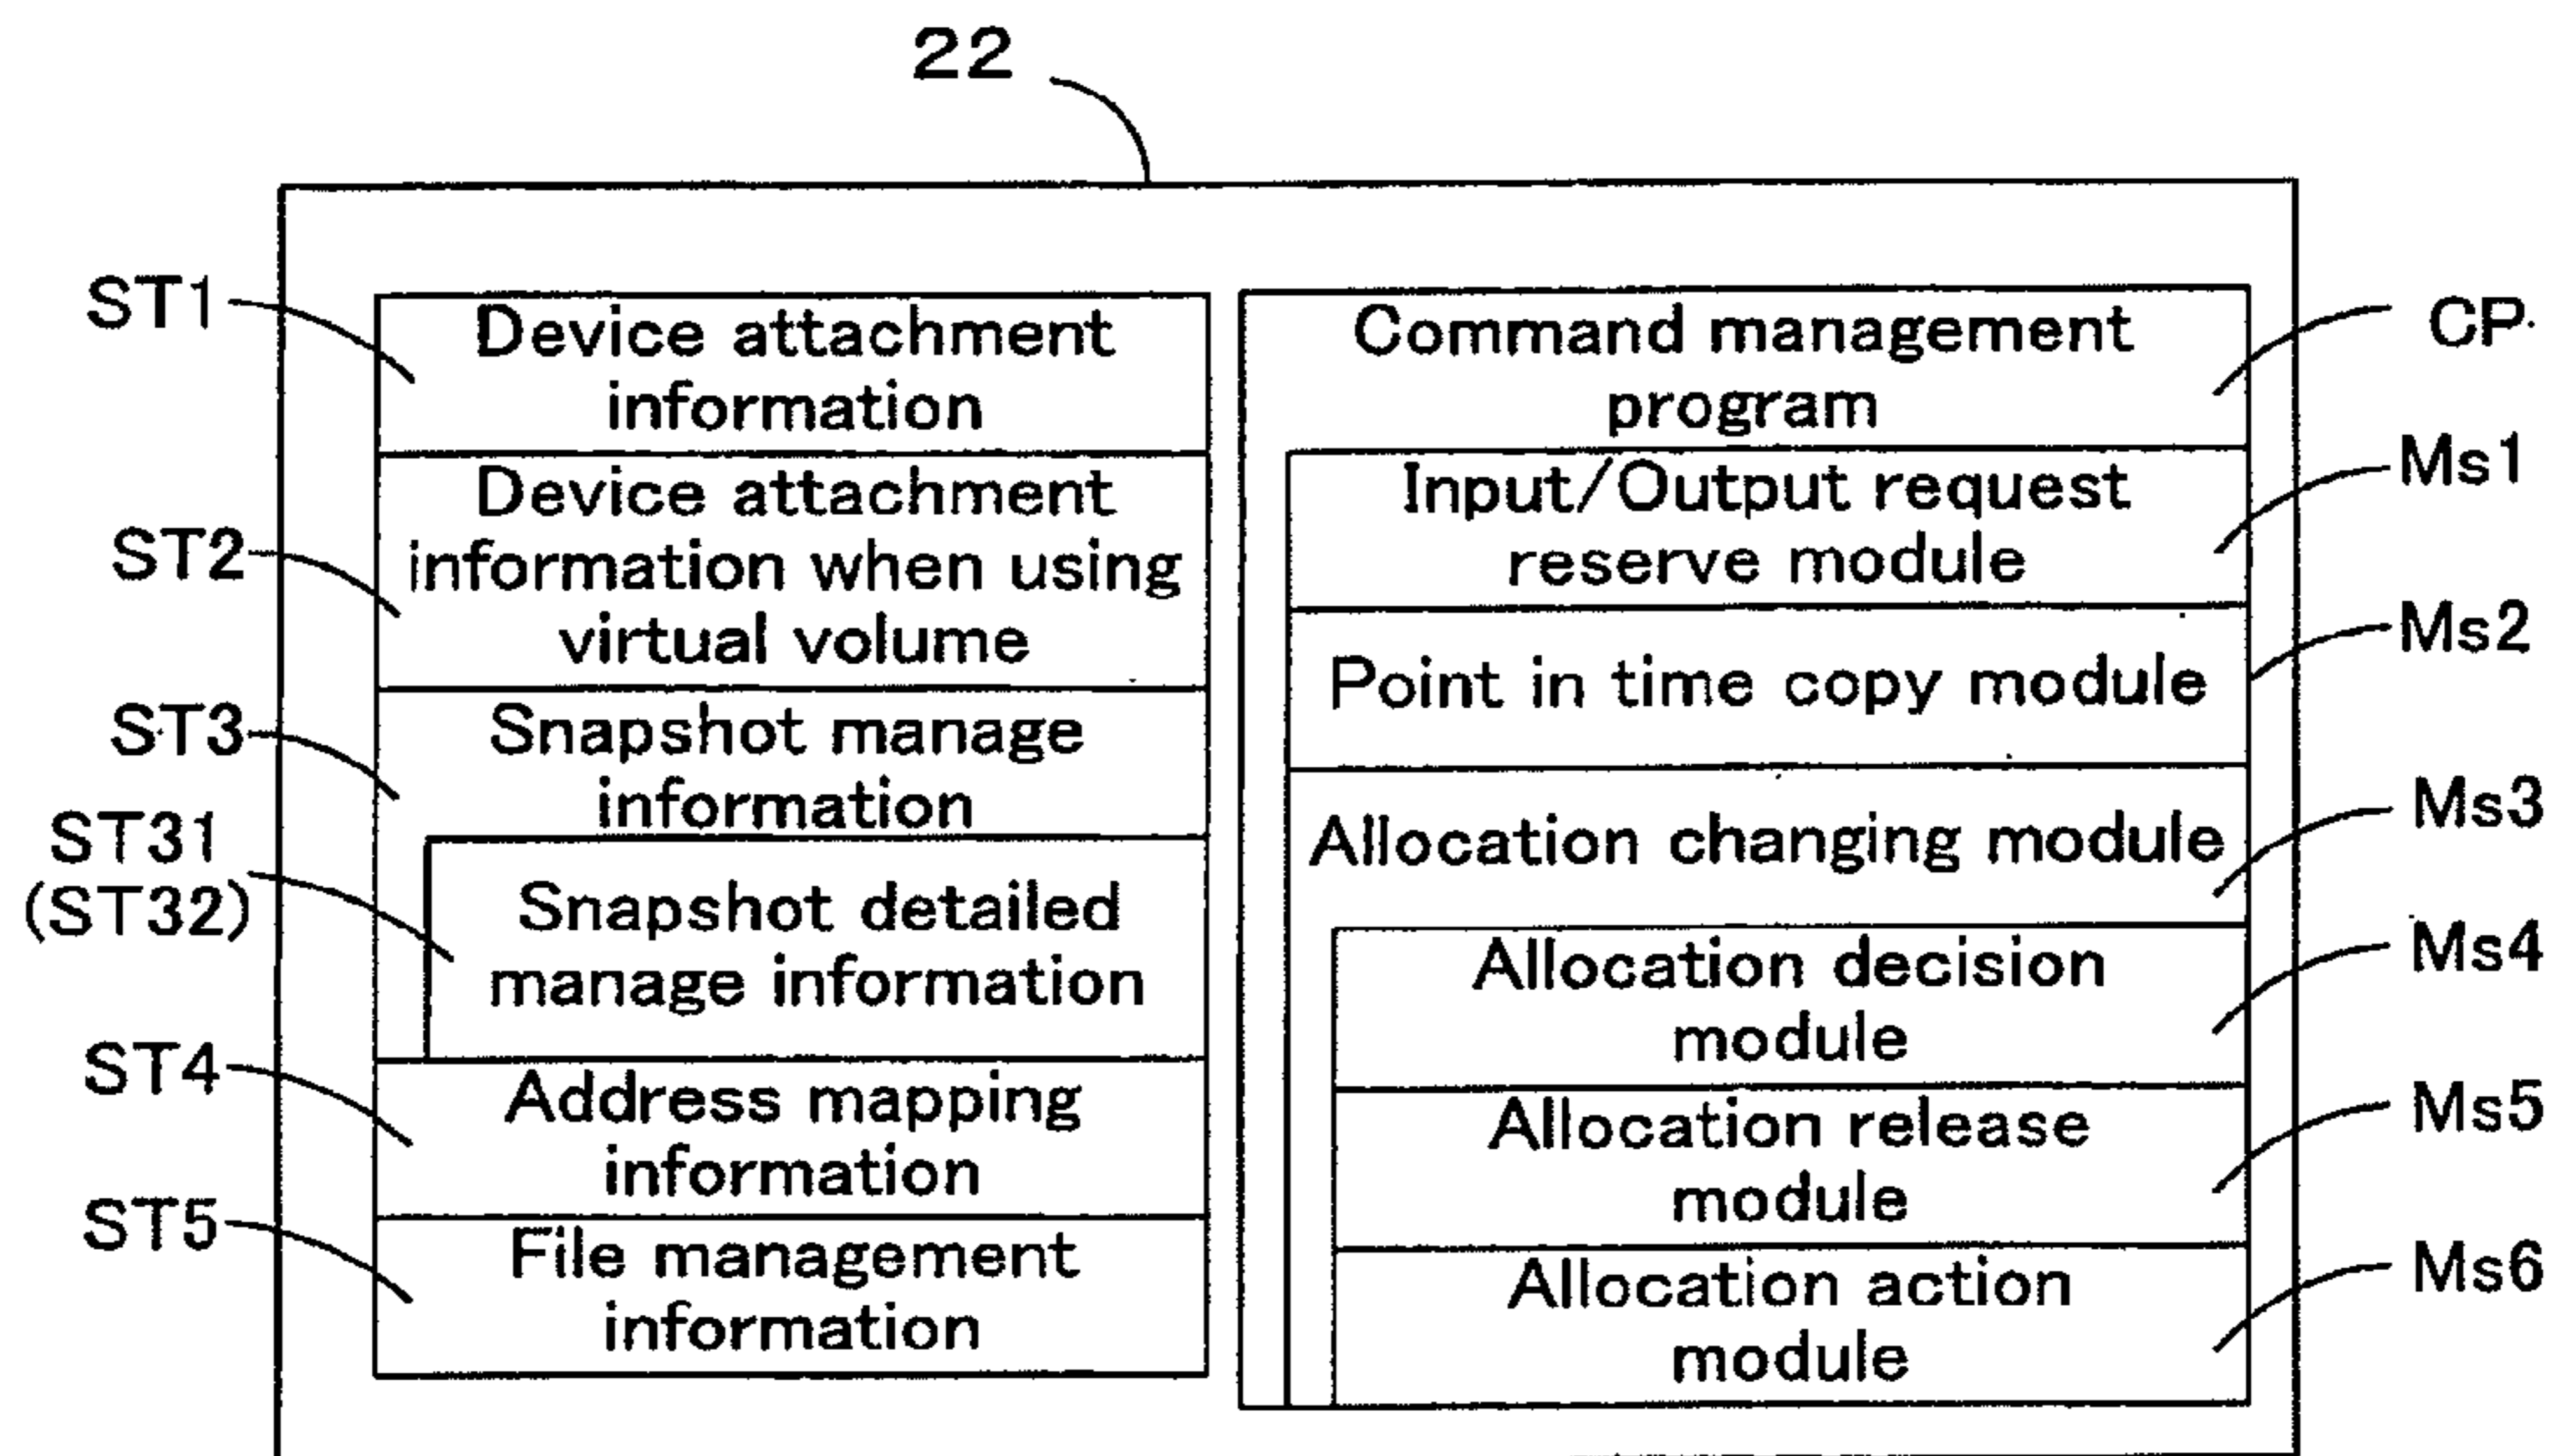 22
ST1
Device attachment
information
ST2
Device attachment
information when using
virtual volume
ST3
Snapshot manage
information
ST31
(ST32)
Snapshot detailed
manage information
ST4
Address mapping
information
ST5
File management
information
Command management
program
CP
Input/Output request
reserve module
Ms1
Point in time copy module
Ms2
Allocation changing module
Ms3
Allocation decision
module
Ms4
Allocation release
module
Ms5
Allocation action
module
Ms6